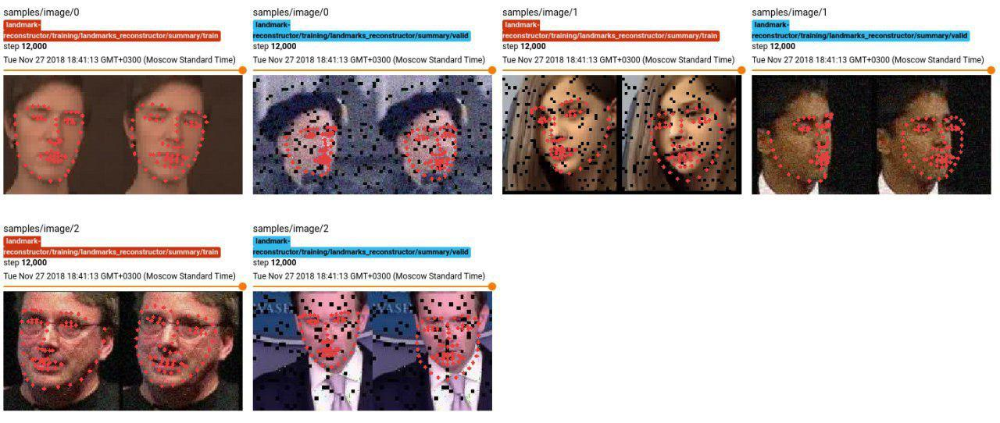 samples/image/0
landmark-
reconstructor/training/landmarks_reconstructor/summary/train
step 12,000
Tue Nov 27 2018 18:41:13 GMT+0300 (Moscow Standard Time)
samples/image/0
landmark-
reconstructor/training/landmarks_reconstructor/summary/valid
step 12,000
Tue Nov 27 2018 18:41:13 GMT+0300 (Moscow Standard Time)
samples/image/1
landmark-
reconstructor/training/landmarks_reconstructor/summary/train
step 12,000
Tue Nov 27 2018 18:41:13 GMT+0300 (Moscow Standard Time)
samples/image/1
landmark-
reconstructor/training/landmarks_reconstructor/summary/valid
step 12,000
Tue Nov 27 2018 18:41:13 GMT+0300 (Moscow Standard Time)
samples/image/2
landmark-
reconstructor/training/landmarks_reconstructor/summary/train
step 12,000
Tue Nov 27 2018 18:41:13 GMT+0300 (Moscow Standard Time)
samples/image/2
landmark-
reconstructor/training/landmarks_reconstructor/summary/valid
step 12,000
Tue Nov 27 2018 18:41:13 GMT+0300 (Moscow Standard Time)